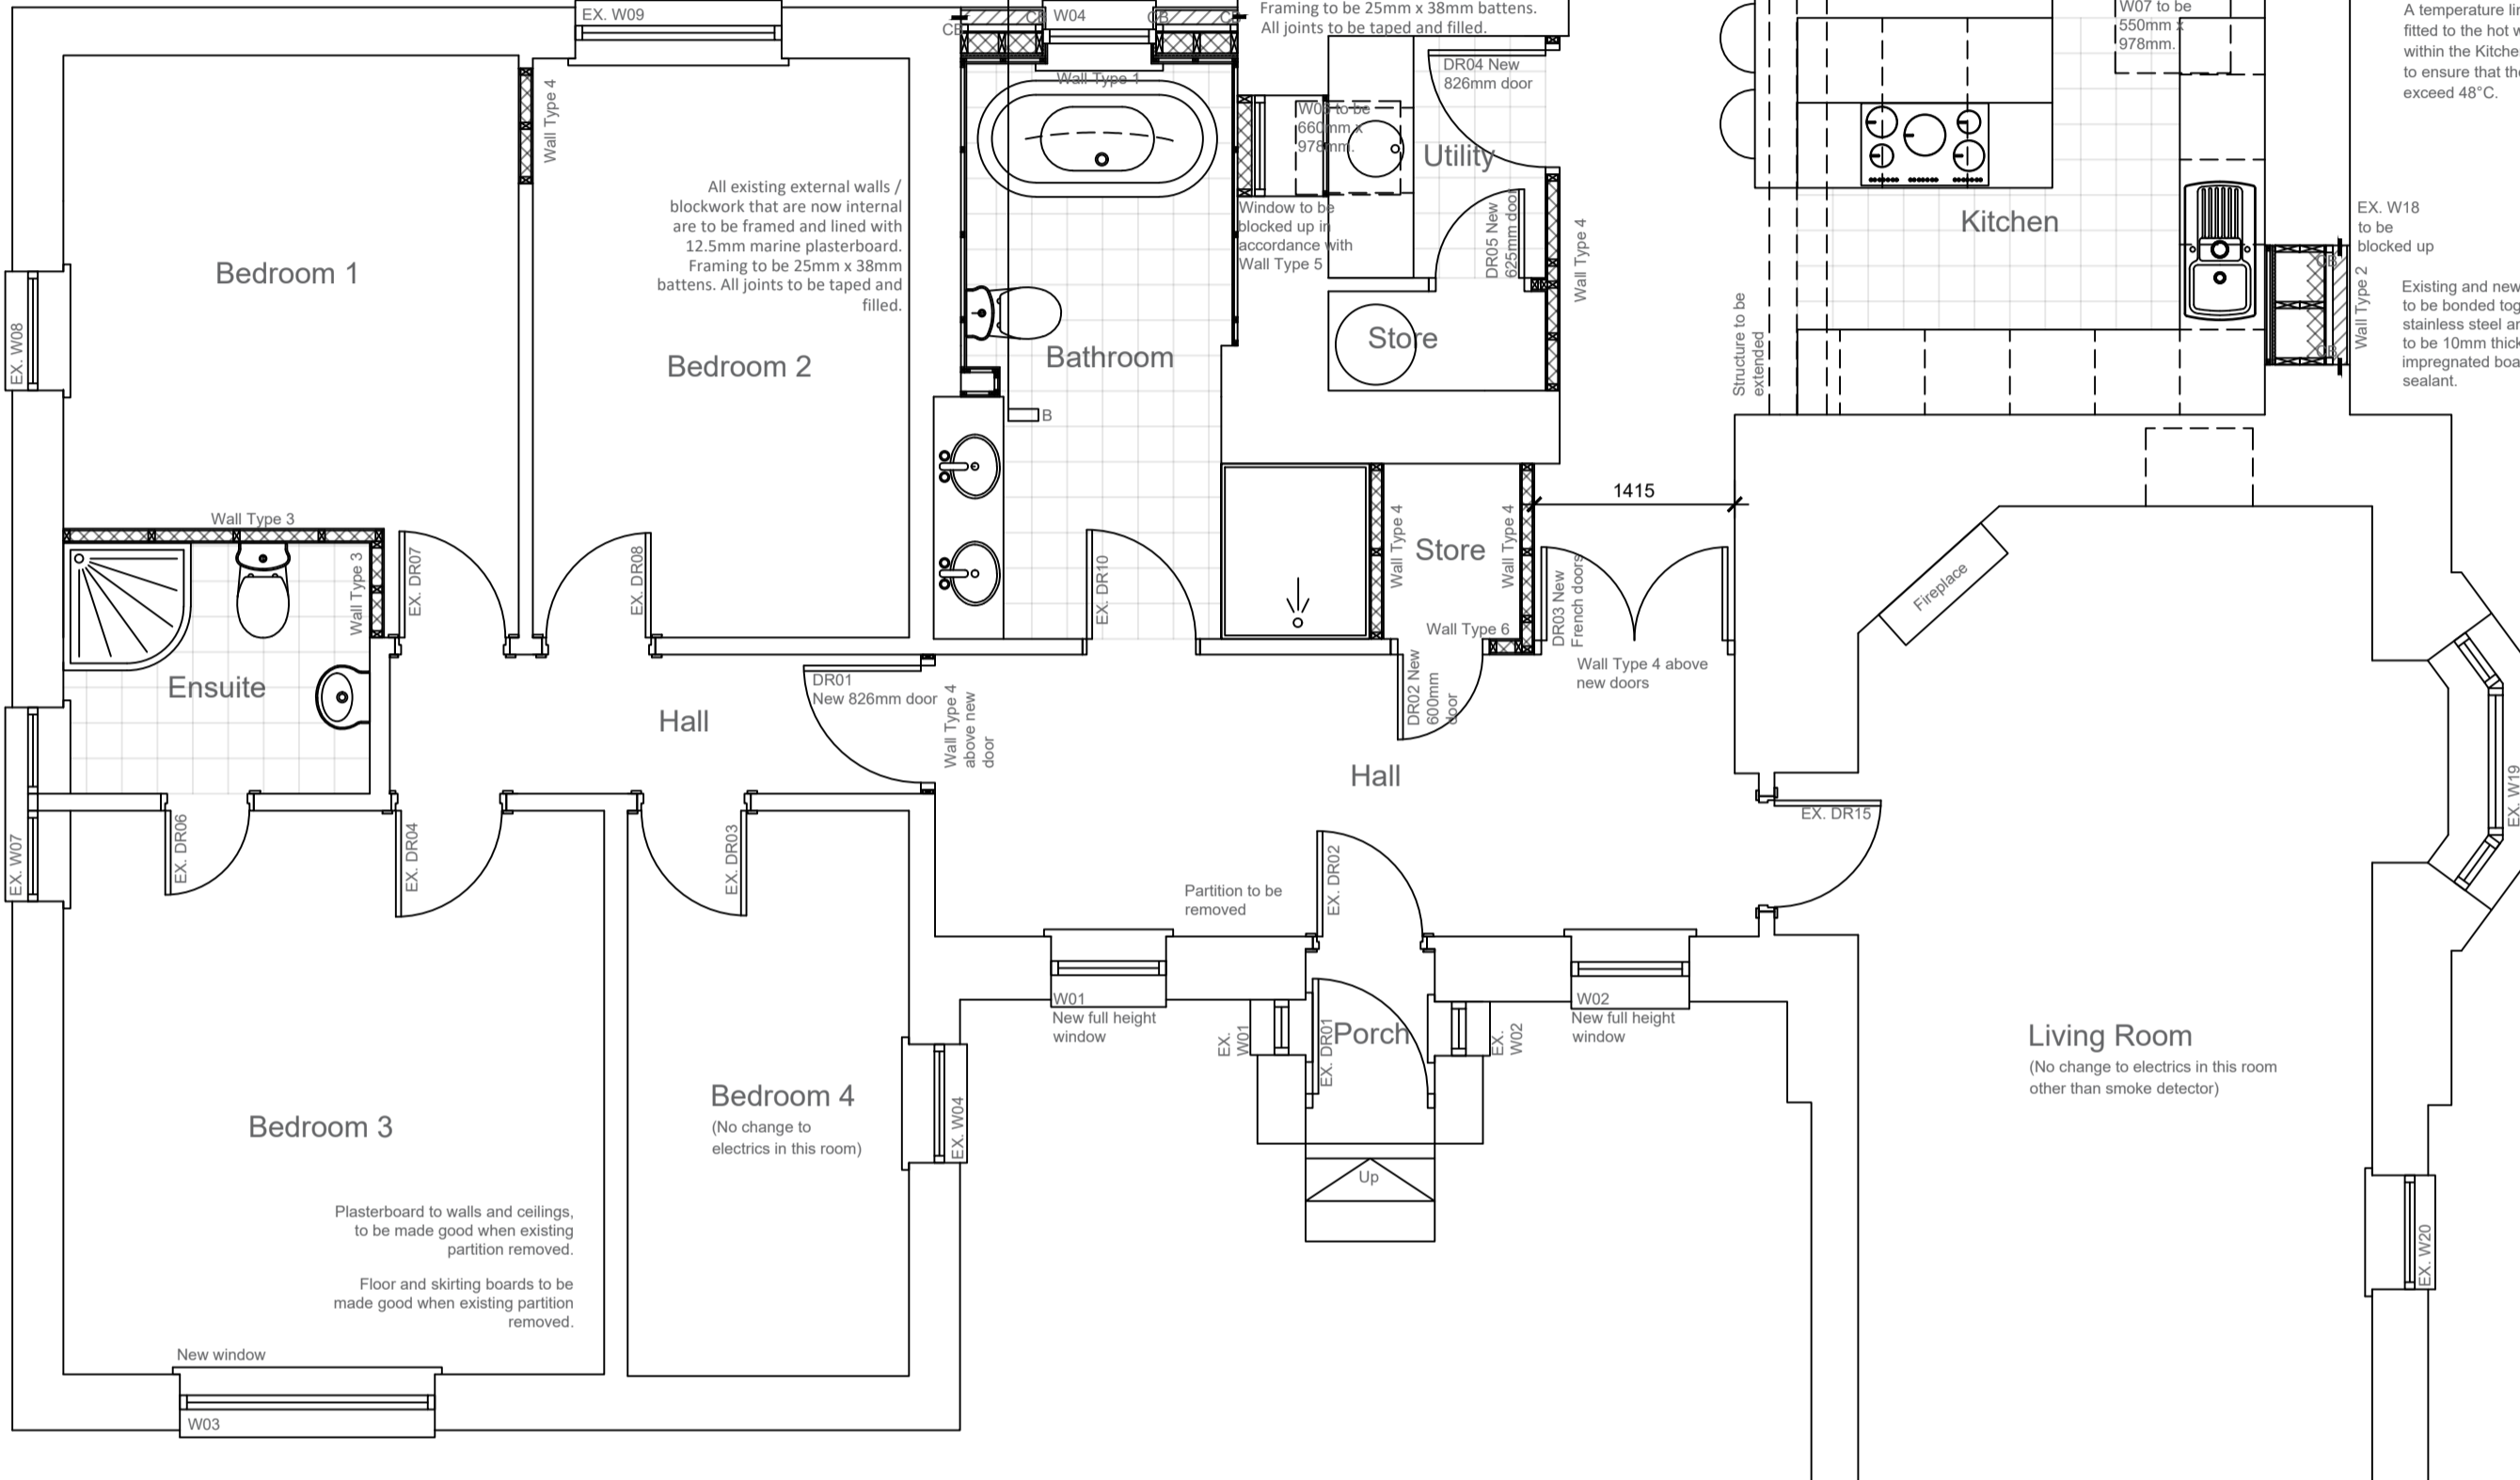 EX. W09
CB
CB
W04
CB
CB
Framing to be 25mm x 38mm battens.
All joints to be taped and filled.
W07 to be
550mm x
978mm.
A temperature
fitted to the hot
within the
to ensure that
exceed 48°C.
Wall Type 4
Wall Type 1
DR04 New
826mm door
W05 to be
660mm x
978mm.
Utility
All existing external walls /
blockwork that are now internal
are to be framed and lined with
12.5mm marine plasterboard.
Framing to be 25mm x 38mm
battens. All joints to be taped and
filled.
Window to be
blocked up in
accordance with
Wall Type 5
DR05 New
625mm door
Wall Type 4
Kitchen
EX. W18
to be
blocked up
CB
CB
Wall Type 2
Existing and new
to be bonded
stainless steel
to be 10mm
impregnated
sealant.
Bedroom 1
EX. W08
Bedroom 2
Bathroom
Store
Structure to be
extended
B
1415
Wall Type 3
Wall Type 3
EX. DR07
EX. DR08
EX. DR10
Wall Type 4
Store
Wall Type 4
DR03 New
French doors
Fireplace
Wall Type 6
Wall Type 4 above
new doors
Ensuite
Hall
DR01
New 826mm door
Wall Type 4
above new
door
DR02 New
600mm
door
Hall
EX. W19
EX. W07
EX. DR06
EX. DR04
EX. DR03
EX. DR02
EX. DR15
Partition to be
removed
W01
New full height
window
EX.
W01
EX. DR01
Porch
EX.
W02
W02
New full height
window
Living Room
(No change to electrics in this room
other than smoke detector)
Bedroom 3
Bedroom 4
(No change to
electrics in this room)
EX. W04
Up
Plasterboard to walls and ceilings,
to be made good when existing
partition removed.
Floor and skirting boards to be
made good when existing partition
removed.
EX. W20
New window
W03